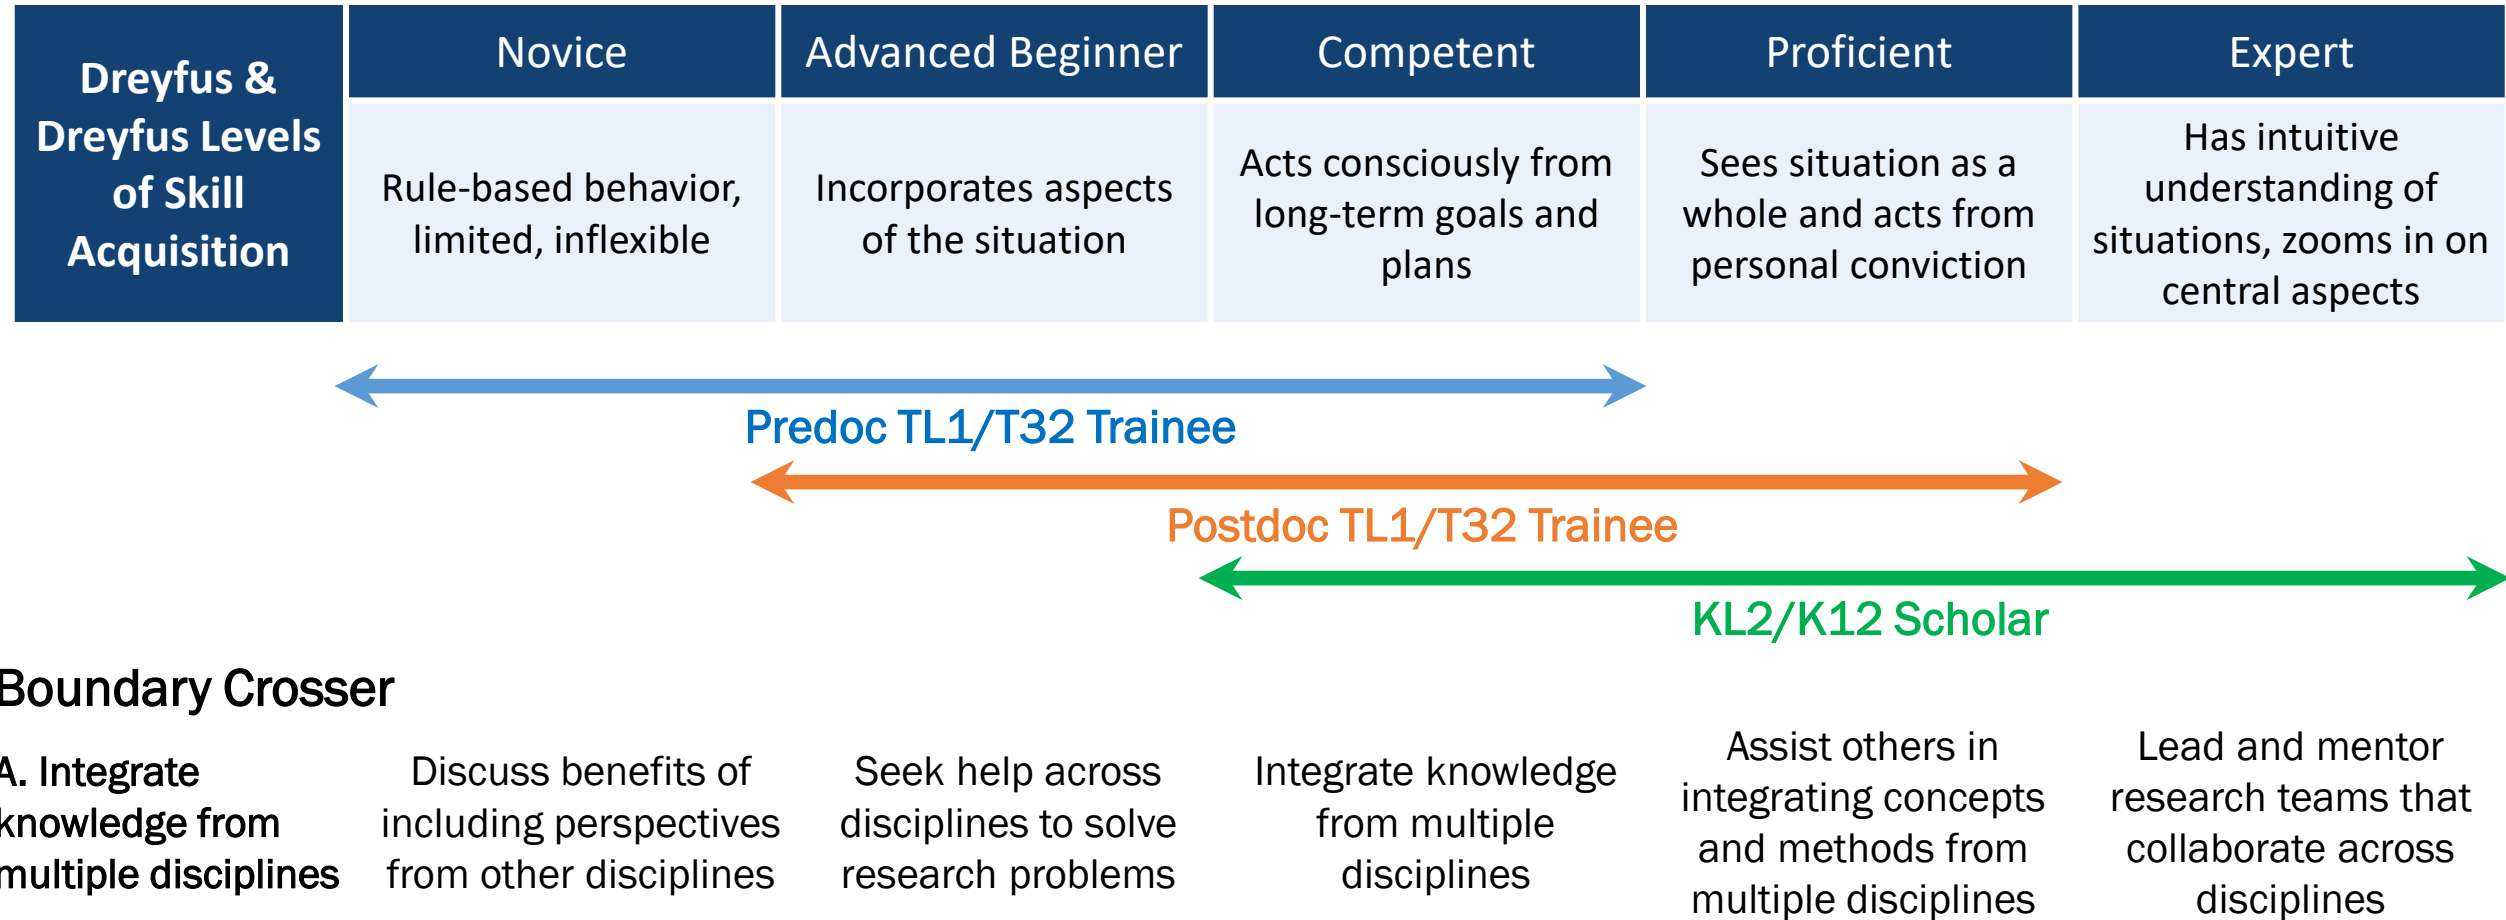 Dreyfus &
Dreyfus Levels
of Skill
Acquisition
Novice
Advanced Beginner
Competent
Proficient
Expert
Rule-based behavior,
limited, inflexible
Incorporates aspects
of the situation
Acts consciously from
long-term goals and
plans
Sees situation as a
whole and acts from
personal conviction
Has intuitive
understanding of
situations, zooms in on
central aspects
Predoc TL1/T32 Trainee
Postdoc TL1/T32 Trainee
KL2/K12 Scholar
Boundary Crosser
A. Integrate
knowledge from
multiple disciplines
Discuss benefits of
including perspectives
from other disciplines
Seek help across
disciplines to solve
research problems
Integrate knowledge
from multiple
disciplines
Assist others in
integrating concepts
and methods from
multiple disciplines
Lead and mentor
research teams that
collaborate across
disciplines